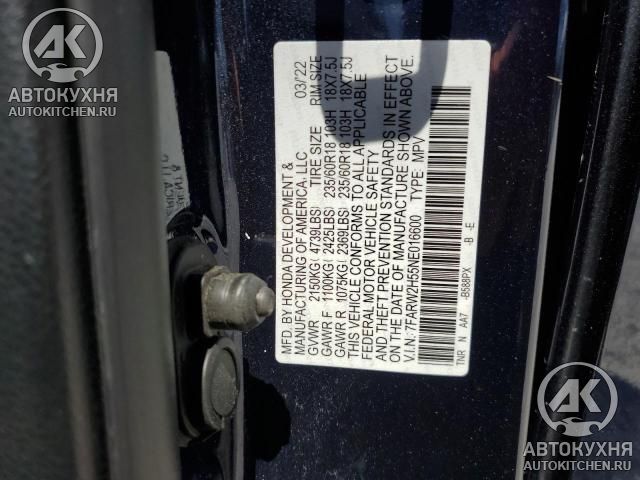 АВТОКУХНЯ
AUTOKITCHEN.RU
MFD. BY HONDA DEVELOPMENT & 03/22
MANUFACTURING OF AMERICA, LLC
GVWR 2150KG( 4739LBS) TIRE SIZE RIM SIZE
GAWR F 1100KG( 2425LBS) 235/60R18 103H 18X7.5J
GAWR R 1075KG( 2369LBS) 235/60R18 103H 18X7.5J
THIS VEHICLE CONFORMS TO ALL APPLICABLE
FEDERAL MOTOR VEHICLE SAFETY
AND THEFT PREVENTION STANDARDS IN EFFECT
ON THE DATE OF MANUFACTURE SHOWN ABOVE.
V.I.N: 7FARW2H55NE016600 TYPE: MPV
TNR N AA7 -B588PX -B -E
AK
АВТОКУХНЯ
AUTOKITCHEN.RU